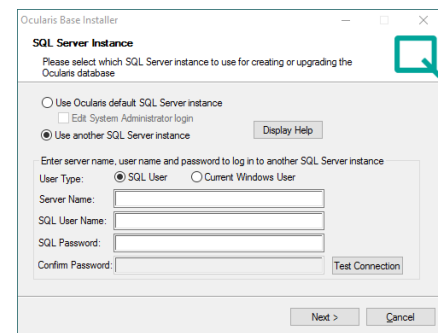 Ocularis Base Installer
SQL Server Instance
Please select which SQL Server instance to use for creating or upgrading the
Ocularis database
Use Ocularis default SQL Server instance
Edit System Administrator login
Use another SQL Server instance
Display Help
Enter server name, user name and password to log in to another SQL Server instance
User Type: SQL User Current Windows User
Server Name:
SQL User Name:
SQL Password:
Confirm Password: Test Connection
Next > Cancel